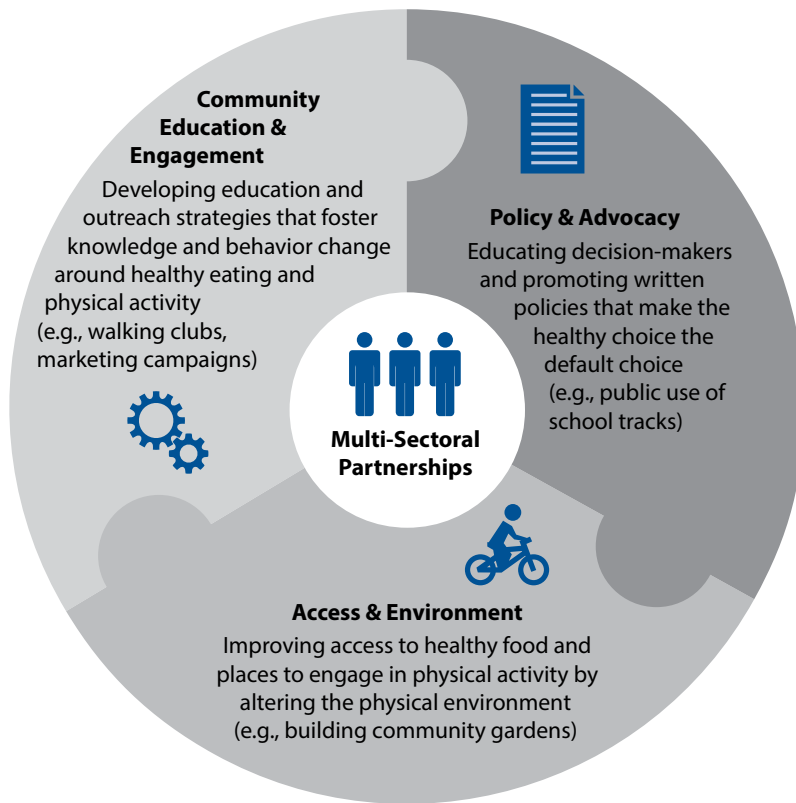 Community
Education &
Engagement
Developing education and
outreach strategies that foster
knowledge and behavior change
around healthy eating and
physical activity
(e.g., walking clubs,
marketing campaigns)
Policy & Advocacy
Educating decision-makers
and promoting written
policies that make the
healthy choice the
default choice
(e.g., public use of
school tracks)
Multi-Sectoral
Partnerships
Access & Environment
Improving access to healthy food and
places to engage in physical activity by
altering the physical environment
(e.g., building community gardens)